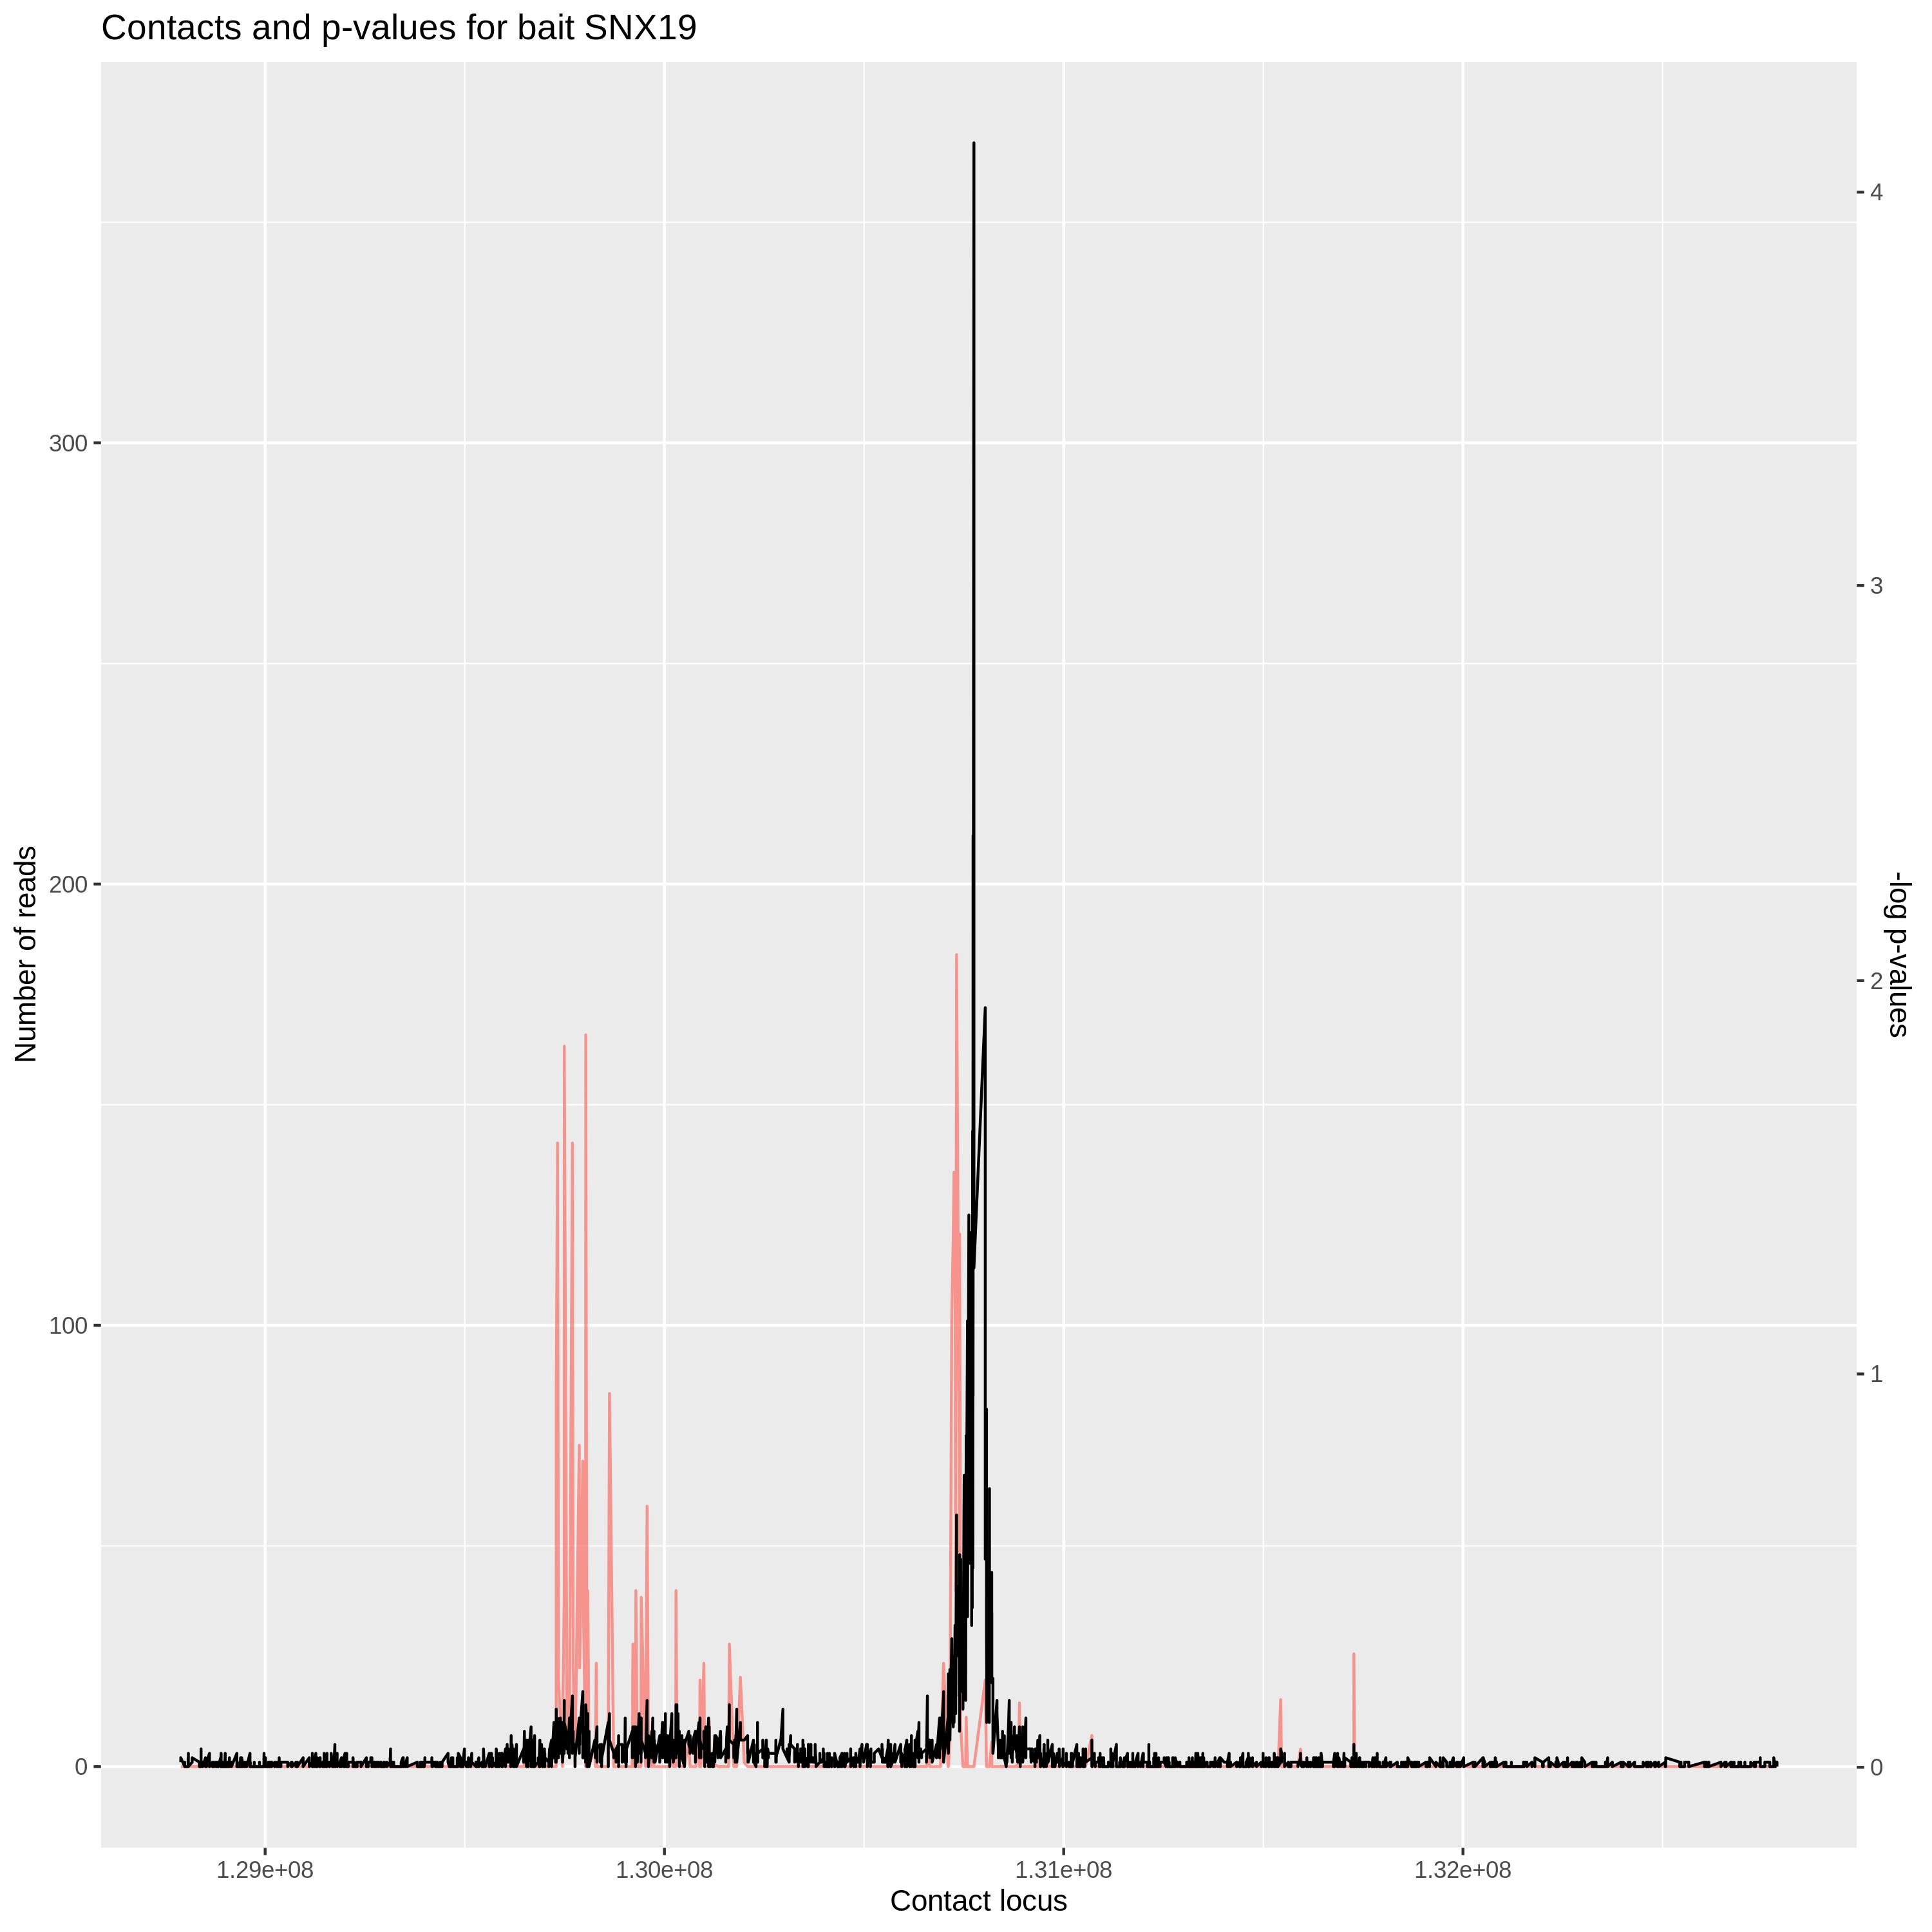 Contacts and p-values for bait SNX19
4
300
3
200
2
100
1
0
0
Number of reads
-log p-values
1.29e+08
1.30e+08
1.31e+08
1.32e+08
Contact locus